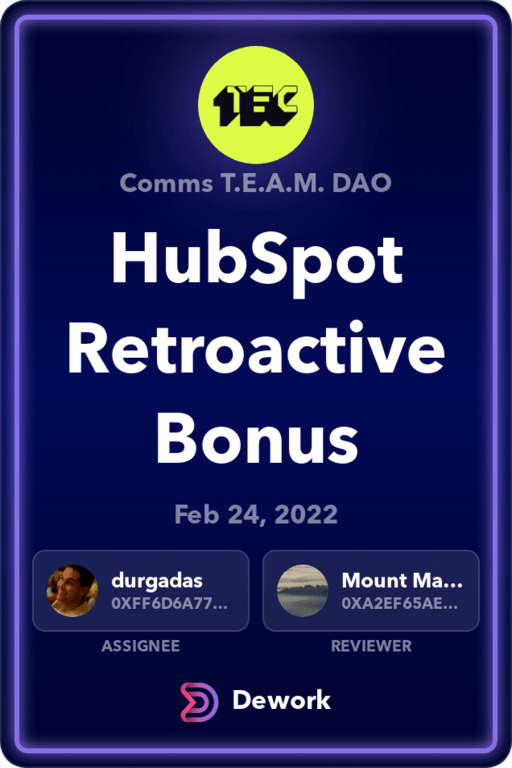 TEC
Comms T.E.A.M. DAO
HubSpot
Retroactive
Bonus
Feb 24, 2022
durgadas
0XFF6D6A77...
ASSIGNEE
Mount Ma...
0XA2EF65AE...
REVIEWER
Dework